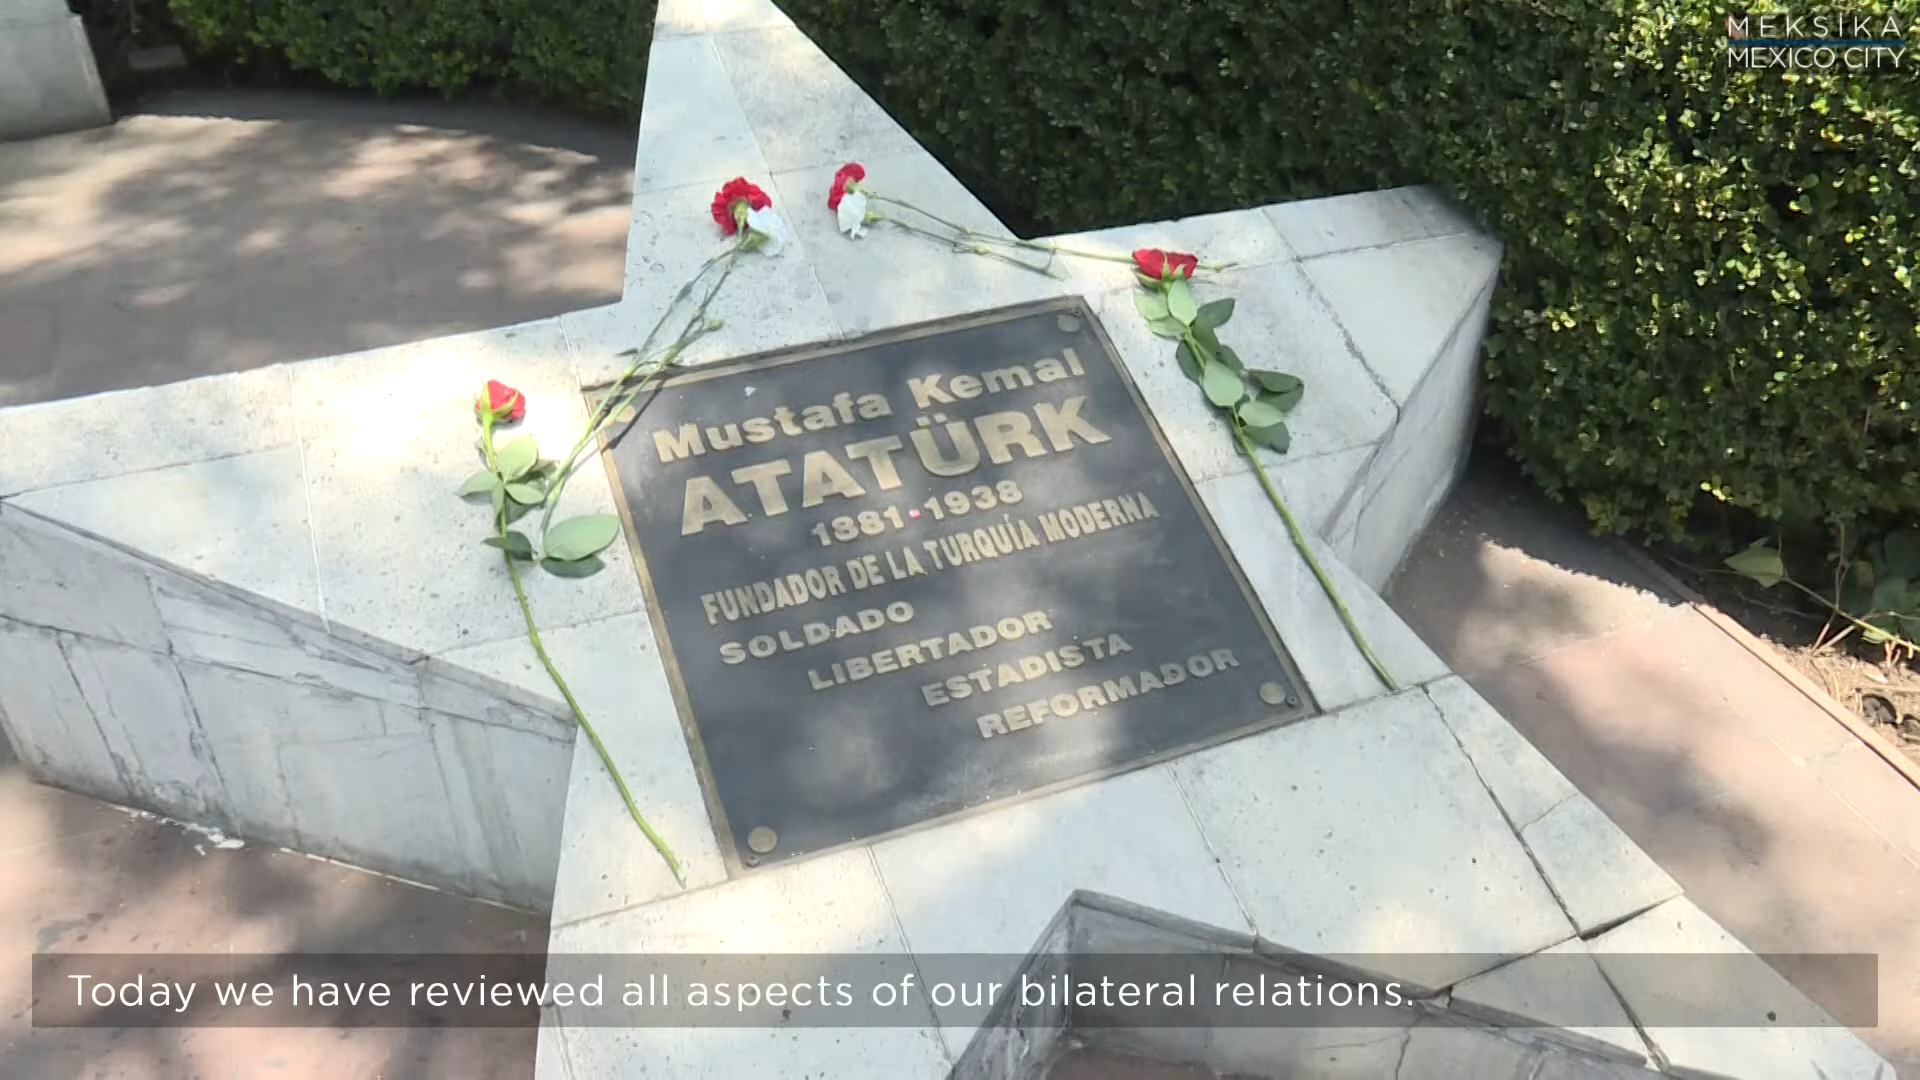 MEKSİKA
MEXICO CITY
Mustafa Kemal
ATATÜRK
1881·1938
FUNDADOR DE LA TURQUÍA MODERNA
SOLDADO
LIBERTADOR
ESTADISTA
REFORMADOR
Today we have reviewed all aspects of our bilateral relations.